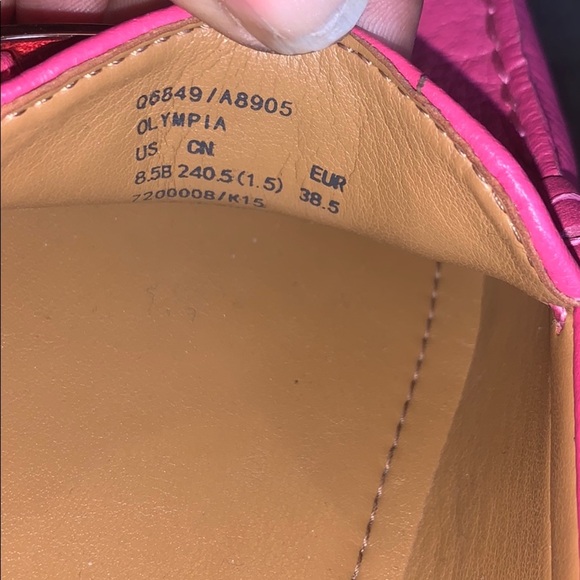 Q6849/A8905
OLYMPIA
US CN EUR
8.5B 240.5(1.5) 38.5
7200008/K15